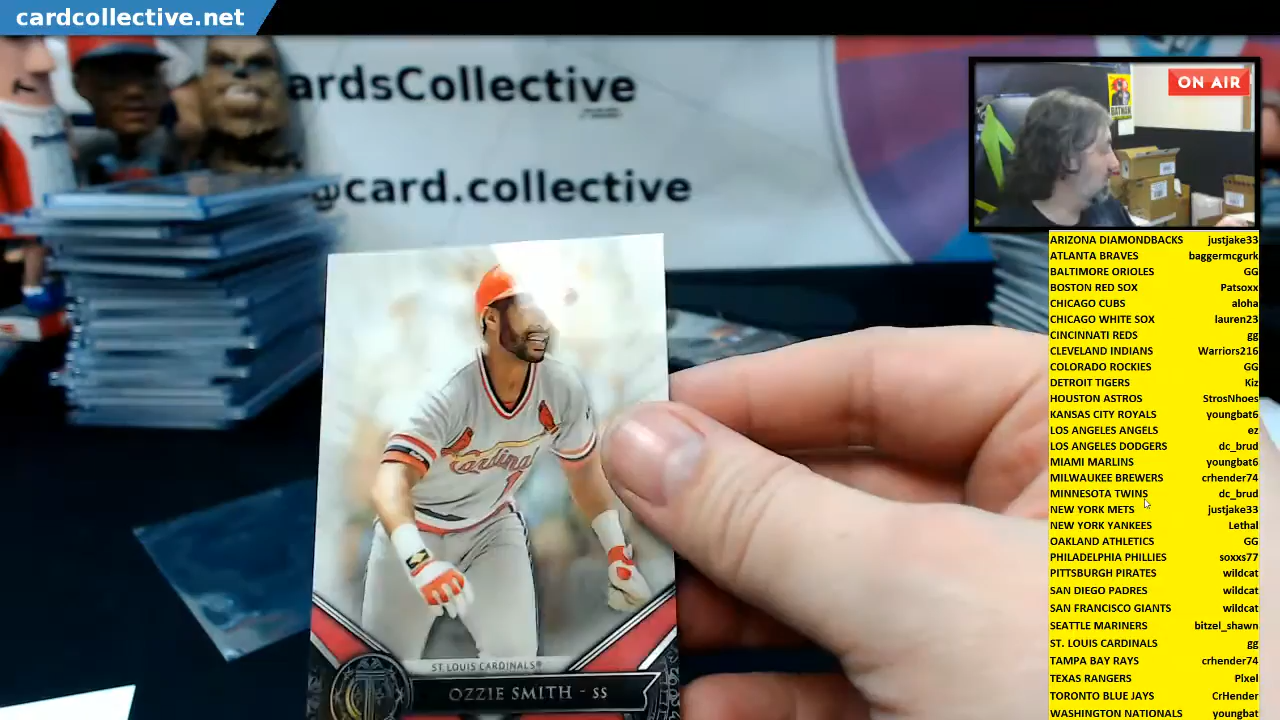 cardcollective.net
ardsCollective
@card.collective
ON AIR
BATMAN
Cardinals
ST. LOUIS CARDINALS®
OZZIE SMITH - SS
ARIZONA DIAMONDBACKS justjake33
ATLANTA BRAVES baggermcgurk
BALTIMORE ORIOLES GG
BOSTON RED SOX Patsoxx
CHICAGO CUBS aloha
CHICAGO WHITE SOX lauren23
CINCINNATI REDS gg
CLEVELAND INDIANS Warriors216
COLORADO ROCKIES GG
DETROIT TIGERS Kiz
HOUSTON ASTROS StrosNhoes
KANSAS CITY ROYALS youngbat6
LOS ANGELES ANGELS ez
LOS ANGELES DODGERS dc_brud
MIAMI MARLINS youngbat6
MILWAUKEE BREWERS crhender74
MINNESOTA TWINS dc_brud
NEW YORK METS justjake33
NEW YORK YANKEES Lethal
OAKLAND ATHLETICS GG
PHILADELPHIA PHILLIES soxxs77
PITTSBURGH PIRATES wildcat
SAN DIEGO PADRES wildcat
SAN FRANCISCO GIANTS wildcat
SEATTLE MARINERS bitzel_shawn
ST. LOUIS CARDINALS gg
TAMPA BAY RAYS crhender74
TEXAS RANGERS Pixel
TORONTO BLUE JAYS CrHender
WASHINGTON NATIONALS youngbat